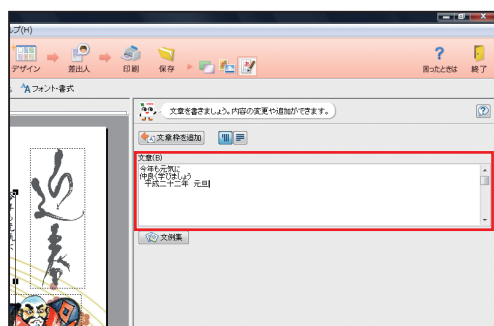 ルプ(H)
デザイン
差出人
印刷
保存
困ったときは
終了
Aフォント・書式
文章を書きましょう。内容の変更や追加ができます。
文章枠を追加
文章(B)
今年も元気に
仲良く学びましょう
平成二十二年 元旦
文例集
迎春